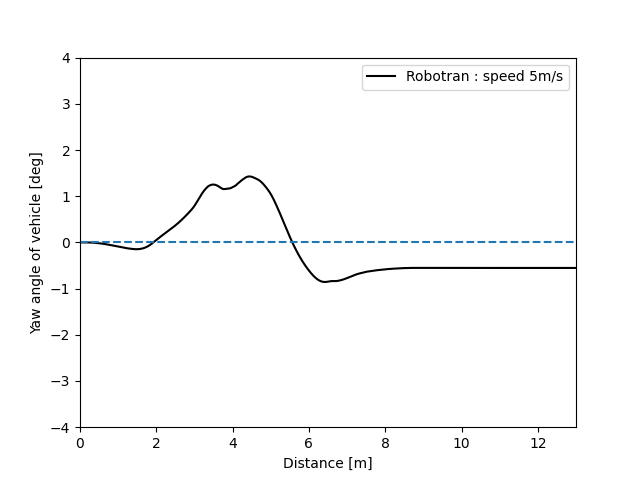 Robotran : speed 5m/s
Yaw angle of vehicle [deg]
4
3
2
1
0
−1
−2
−3
−4
0 2 4 6 8 10 12
Distance [m]